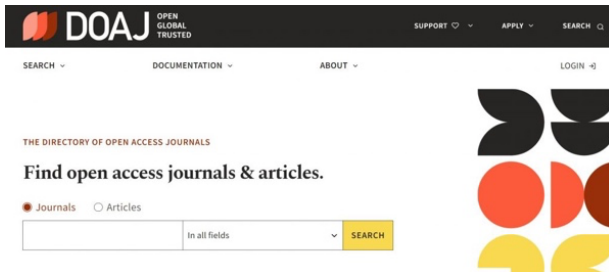 DOAJ OPEN GLOBAL TRUSTED
SUPPORT APPLY SEARCH
SEARCH DOCUMENTATION ABOUT LOGIN
THE DIRECTORY OF OPEN ACCESS JOURNALS
Find open access journals & articles.
Journals Articles
In all fields SEARCH